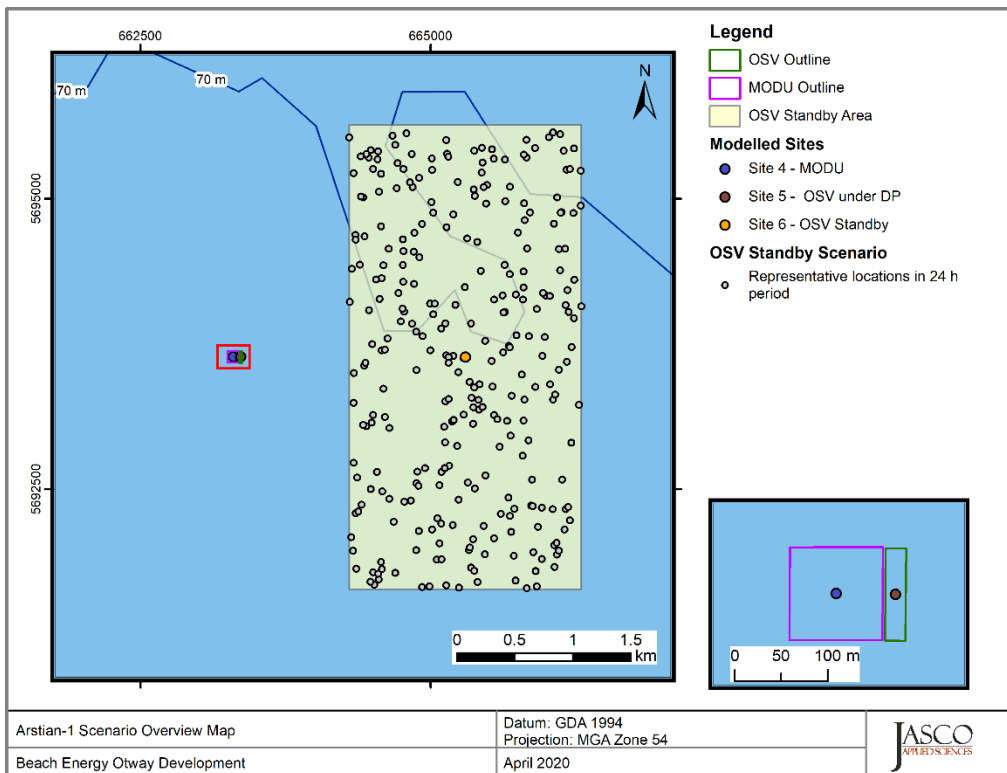 662500
665000
5695000
5692500
70 m
70 m
N
0 0.5 1 1.5
km
Legend
OSV Outline
MODU Outline
OSV Standby Area
Modelled Sites
Site 4 - MODU
Site 5 - OSV under DP
Site 6 - OSV Standby
OSV Standby Scenario
Representative locations in 24 h
period
0 50 100 m
Arstian-1 Scenario Overview Map
Datum: GDA 1994
Projection: MGA Zone 54
Beach Energy Otway Development
April 2020
JASCO
APPLIED SCIENCES